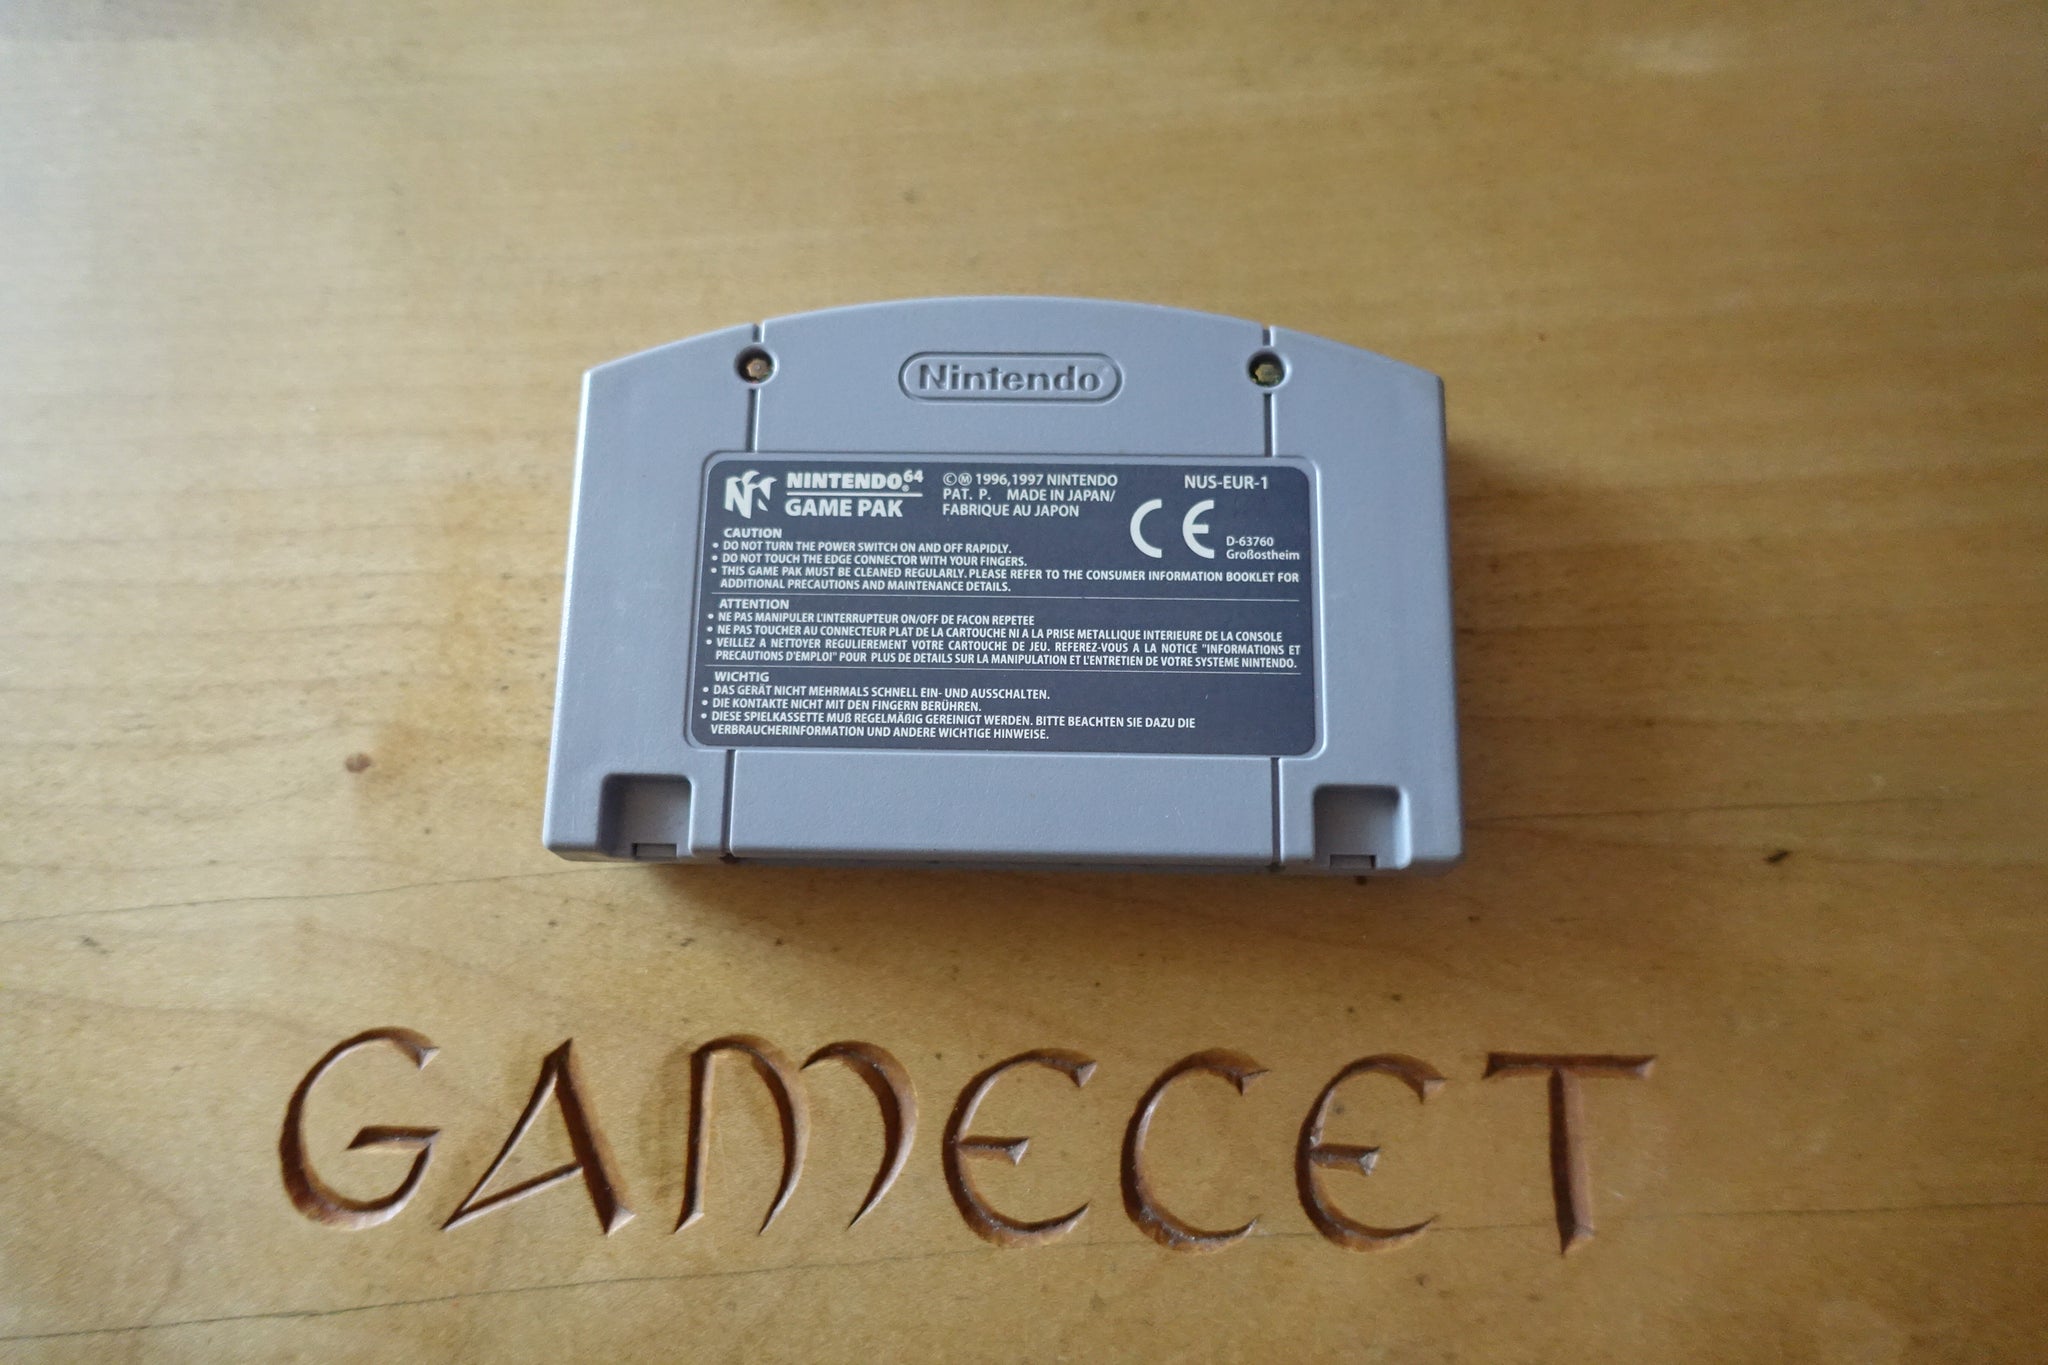 Nintendo
NINTENDO 64
GAME PAK
©Ⓜ 1996,1997 NINTENDO
PAT. P. MADE IN JAPAN/
FABRIQUE AU JAPON
NUS-EUR-1
CE
D-63760
Großostheim
CAUTION
• DO NOT TURN THE POWER SWITCH ON AND OFF RAPIDLY.
• DO NOT TOUCH THE EDGE CONNECTOR WITH YOUR FINGERS.
• THIS GAME PAK MUST BE CLEANED REGULARLY. PLEASE REFER TO THE CONSUMER INFORMATION BOOKLET FOR
ADDITIONAL PRECAUTIONS AND MAINTENANCE DETAILS.
ATTENTION
• NE PAS MANIPULER L'INTERRUPTEUR ON/OFF DE FACON REPETEE
• NE PAS TOUCHER AU CONNECTEUR PLAT DE LA CARTOUCHE NI A LA PRISE METALLIQUE INTERIEURE DE LA CONSOLE
• VEILLEZ A NETTOYER REGULIEREMENT VOTRE CARTOUCHE DE JEU. REFEREZ-VOUS A LA NOTICE "INFORMATIONS ET
PRECAUTIONS D'EMPLOI" POUR PLUS DE DETAILS SUR LA MANIPULATION ET L'ENTRETIEN DE VOTRE SYSTEME NINTENDO.
WICHTIG
• DAS GERÄT NICHT MEHRMALS SCHNELL EIN- UND AUSSCHALTEN.
• DIE KONTAKTE NICHT MIT DEN FINGERN BERÜHREN.
• DIESE SPIELKASSETTE MUß REGELMÄßIG GEREINIGT WERDEN. BITTE BEACHTEN SIE DAZU DIE
VERBRAUCHERINFORMATION UND ANDERE WICHTIGE HINWEISE.
GAMECET